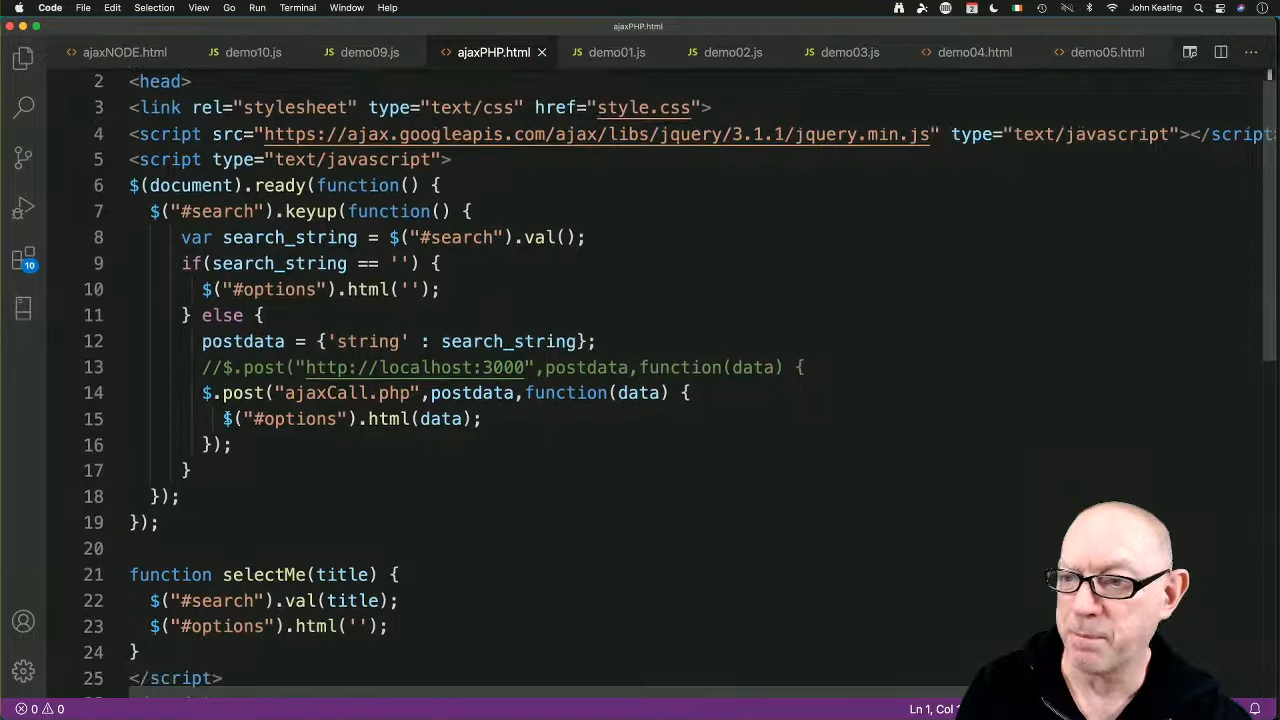 Code File Edit Selection View Go Run Terminal Window Help 2 John Keating
ajaxPHP.html
ajaxNODE.html demo10.js demo09.js ajaxPHP.html demo01.js demo02.js demo03.js demo04.html demo05.html
2 <head>
3 <link rel="stylesheet" type="text/css" href="style.css">
4 <script src="https://ajax.googleapis.com/ajax/libs/jquery/3.1.1/jquery.min.js" type="text/javascript"></script
5 <script type="text/javascript">
6 $(document).ready(function() {
7 $("#search").keyup(function() {
8 var search_string = $("#search").val();
9 if(search_string == '') {
10 $("#options").html('');
11 } else {
12 postdata = {'string' : search_string};
13 //$.post("http://localhost:3000",postdata,function(data) {
14 $.post("ajaxCall.php",postdata,function(data) {
15 $("#options").html(data);
16 });
17 }
18 });
19 });
20
21 function selectMe(title) {
22 $("#search").val(title);
23 $("#options").html('');
24 }
25 </script>
10
0 0 Ln 1, Col